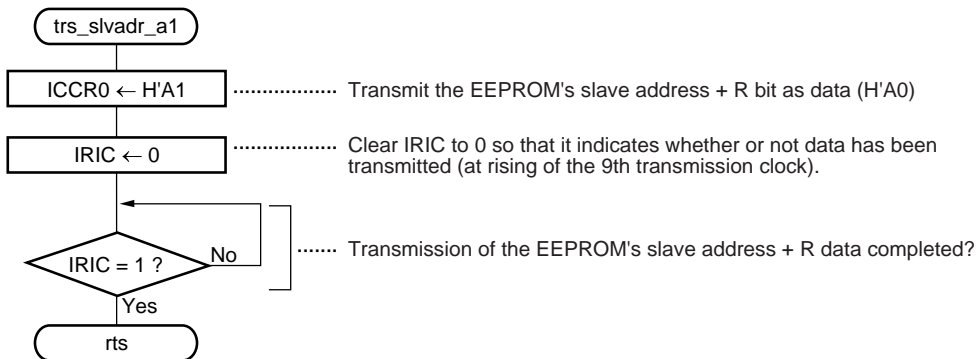 trs_slvadr_a1
ICCR0 ← H'A1
Transmit the EEPROM's slave address + R bit as data (H'A0)
IRIC ← 0
Clear IRIC to 0 so that it indicates whether or not data has been
transmitted (at rising of the 9th transmission clock).
IRIC = 1 ?
No
Transmission of the EEPROM's slave address + R data completed?
Yes
rts